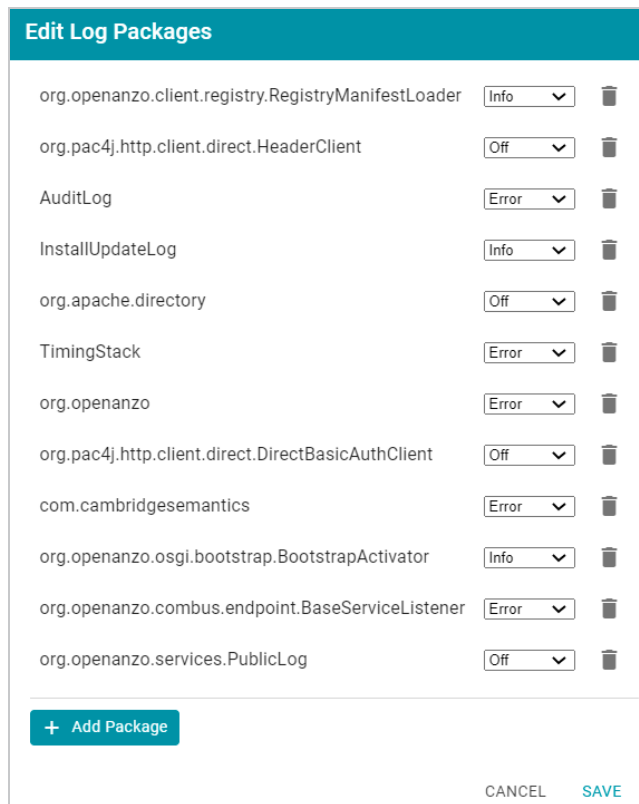 Edit Log Packages
org.openanzo.client.registry.RegistryManifestLoader Info
org.pac4j.http.client.direct.HeaderClient Off
AuditLog Error
InstallUpdateLog Info
org.apache.directory Off
TimingStack Error
org.openanzo Error
org.pac4j.http.client.direct.DirectBasicAuthClient Off
com.cambridgesemantics Error
org.openanzo.osgi.bootstrap.BootstrapActivator Info
org.openanzo.combus.endpoint.BaseServiceListener Error
org.openanzo.services.PublicLog Off
+ Add Package
CANCEL SAVE